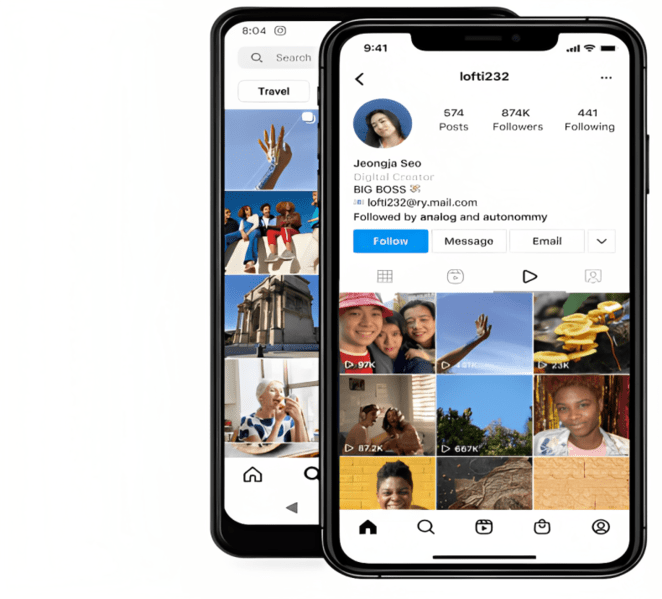 8:04
Search
Travel
9:41
lofti232
574 874K 441
Posts Followers Following
Jeongja Seo
Digital Creator
BIG BOSS
lofti232@ry.mail.com
Followed by analog and autonommy
Follow Message Email
97K 23K
87.2K 667K